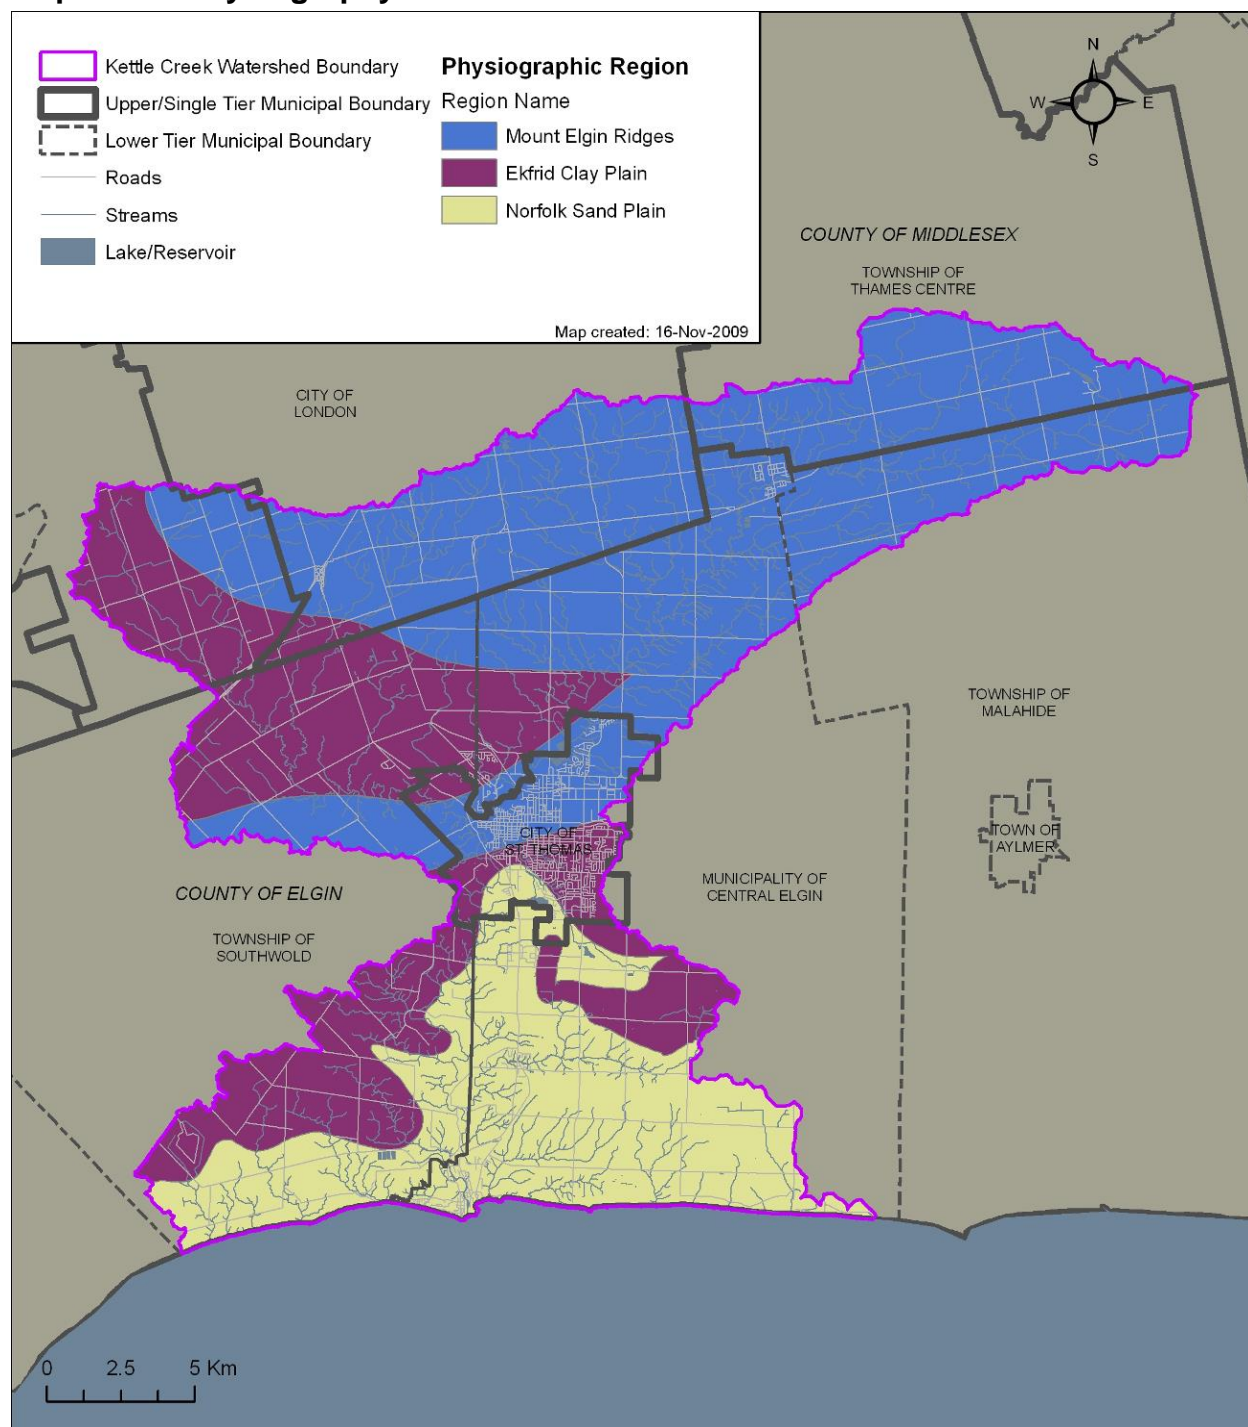 Kettle Creek Watershed Boundary
Upper/Single Tier Municipal Boundary
Lower Tier Municipal Boundary
Roads
Streams
Lake/Reservoir
Physiographic Region
Region Name
Mount Elgin Ridges
Ekfrid Clay Plain
Norfolk Sand Plain
Map created: 16-Nov-2009
N
W
E
S
COUNTY OF MIDDLESEX
TOWNSHIP OF
THAMES CENTRE
CITY OF
LONDON
TOWNSHIP OF
MALAHIDE
TOWN OF
AYLMER
CITY OF
ST. THOMAS
MUNICIPALITY OF
CENTRAL ELGIN
COUNTY OF ELGIN
TOWNSHIP OF
SOUTHWOLD
0 2.5 5 Km